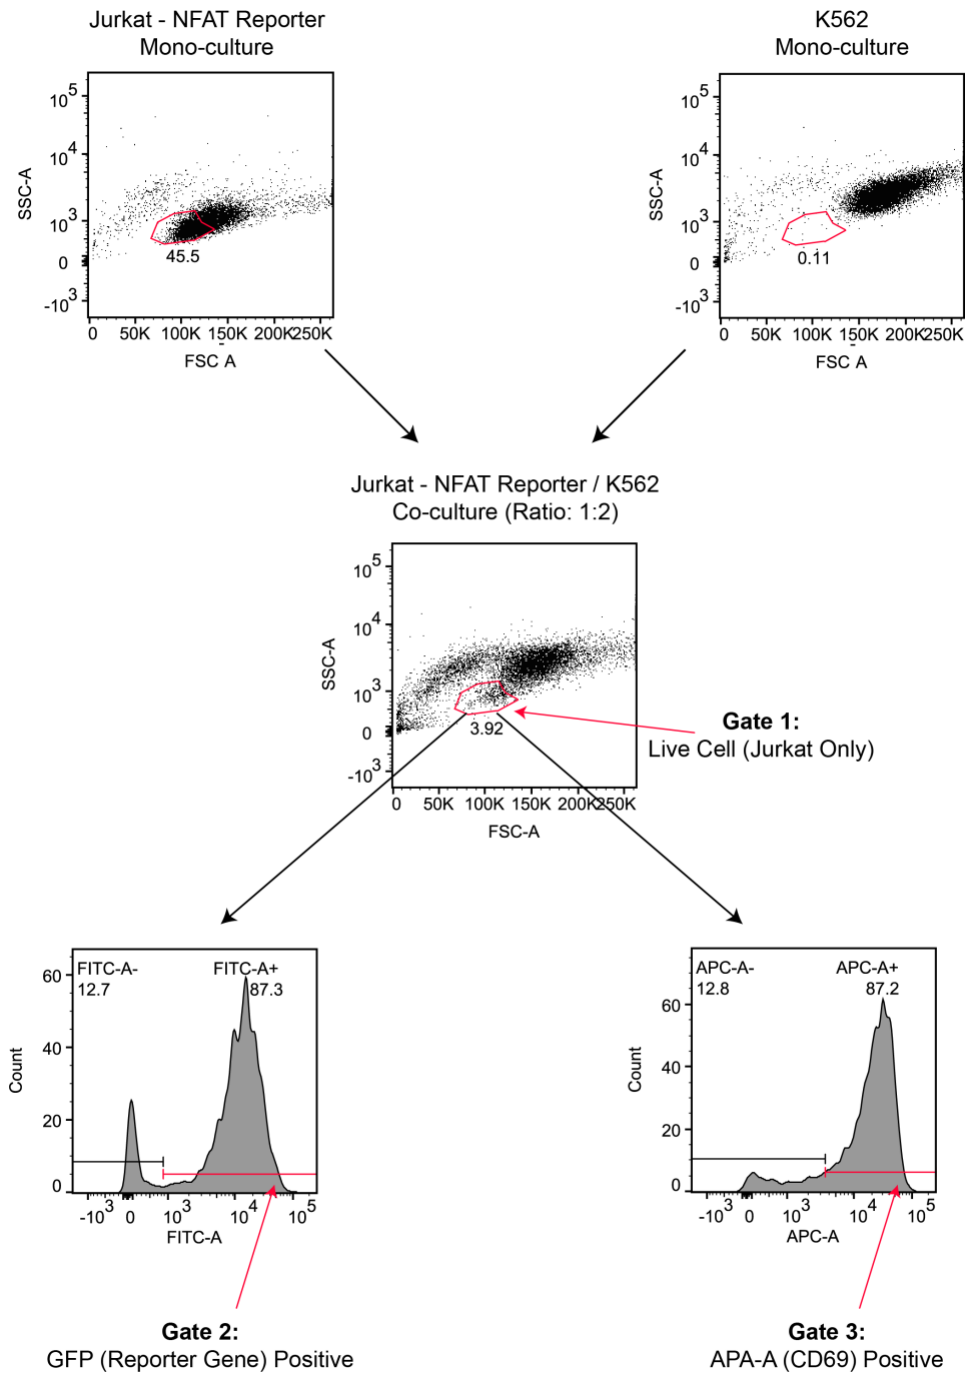 Jurkat - NFAT Reporter
Mono-culture
K562
Mono-culture
10^5
10^4
10^3
0
-10^3
SSC-A
45.5
0 50K 100K 150K 200K 250K
FSC A
10^5
10^4
10^3
0
-10^3
SSC-A
0.11
0 50K 100K 150K 200K 250K
FSC A
Jurkat - NFAT Reporter / K562
Co-culture (Ratio: 1:2)
10^5
10^4
10^3
0
-10^3
SSC-A
3.92
0 50K 100K 150K 200K 250K
FSC-A
Gate 1:
Live Cell (Jurkat Only)
FITC-A-
12.7
FITC-A+
87.3
60
40
20
0
Count
-10^3 0 10^3 10^4 10^5
FITC-A
APC-A-
12.8
APC-A+
87.2
60
40
20
0
Count
-10^3 0 10^3 10^4 10^5
APC-A
Gate 2:
GFP (Reporter Gene) Positive
Gate 3:
APA-A (CD69) Positive